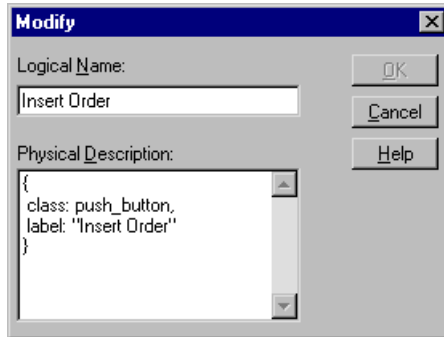 Modify
Logical Name:
OK
Insert Order
Cancel
Physical Description:
Help
{
class: push_button,
label: "Insert Order"
}